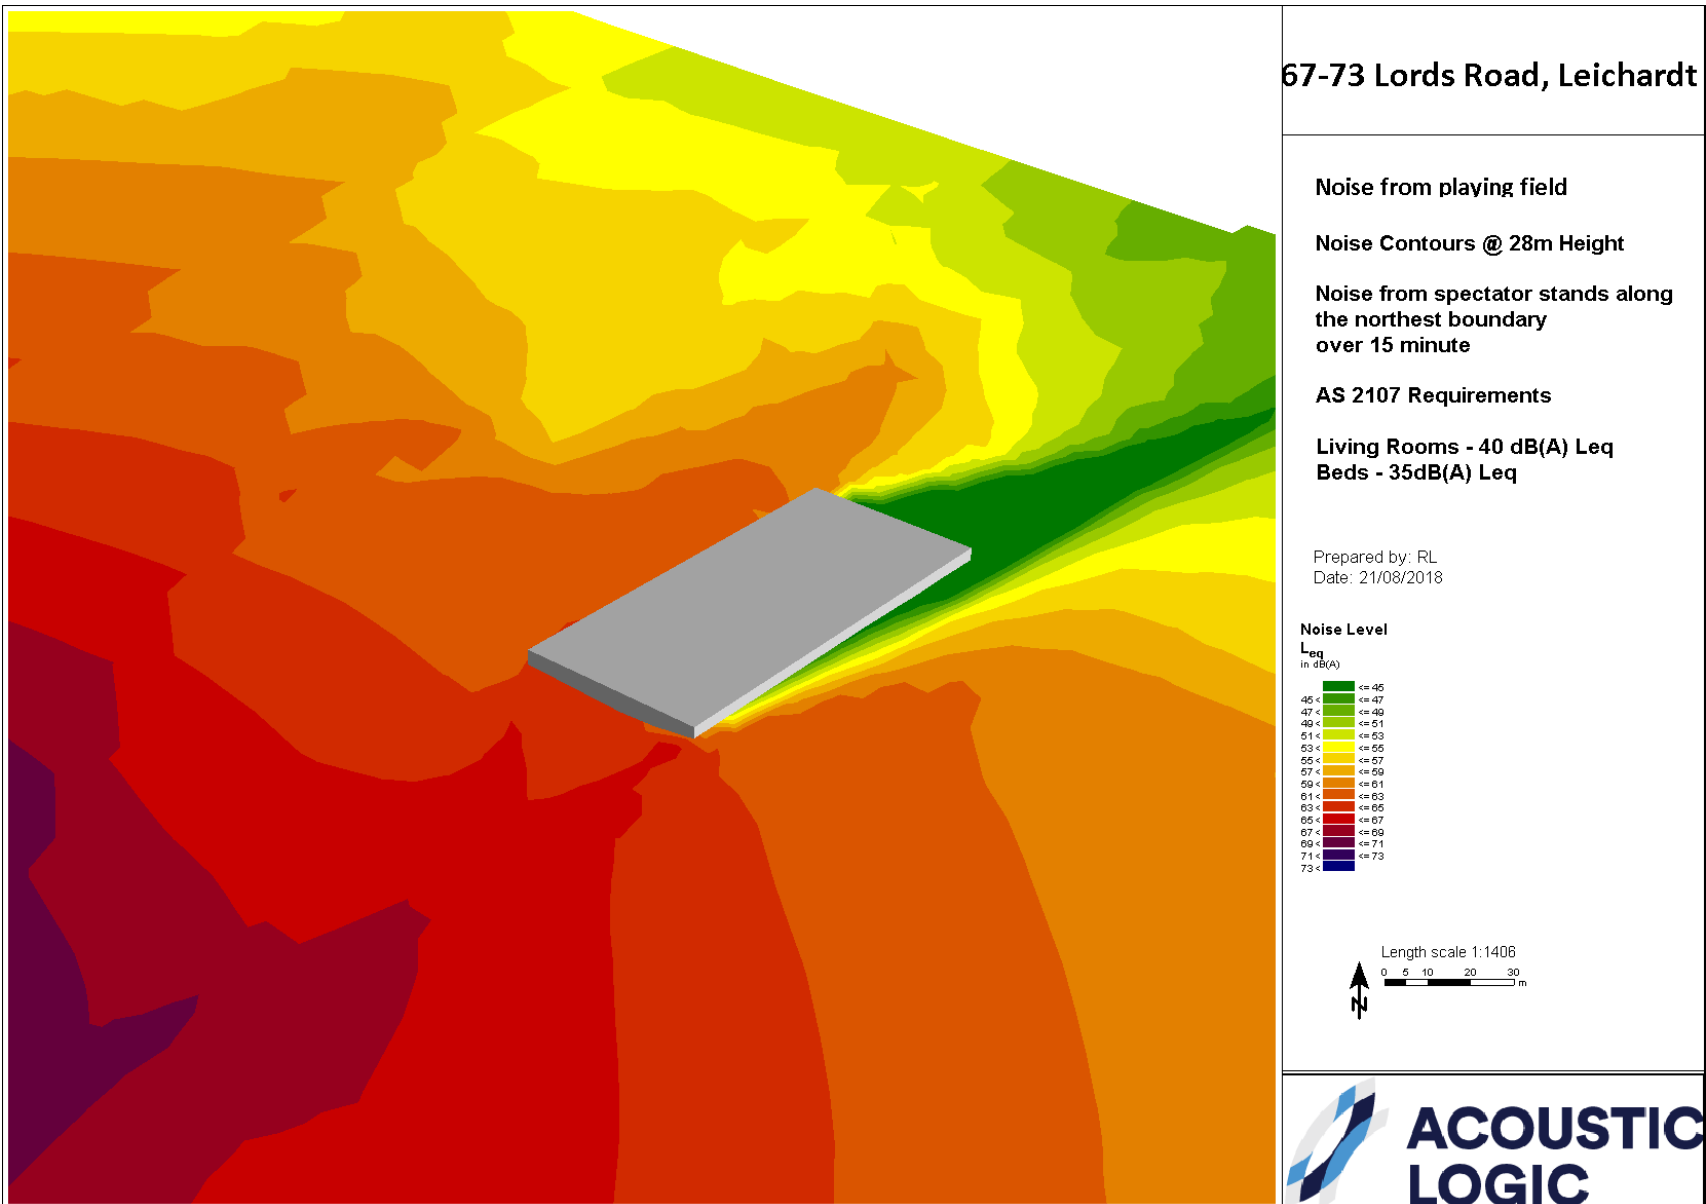 67-73 Lords Road, Leichardt
Noise from playing field
Noise Contours @ 28m Height
Noise from spectator stands along
the northest boundary
over 15 minute
AS 2107 Requirements
Living Rooms - 40 dB(A) Leq
Beds - 35dB(A) Leq
Prepared by: RL
Date: 21/08/2018
Noise Level
Leq
in dB(A)
<= 45
45 < <= 47
47 < <= 49
49 < <= 51
51 < <= 53
53 < <= 55
55 < <= 57
57 < <= 59
59 < <= 61
61 < <= 63
63 < <= 65
65 < <= 67
67 < <= 69
69 < <= 71
71 < <= 73
73 <
Length scale 1:1406
0 5 10 20 30
m
N
ACOUSTIC
LOGIC